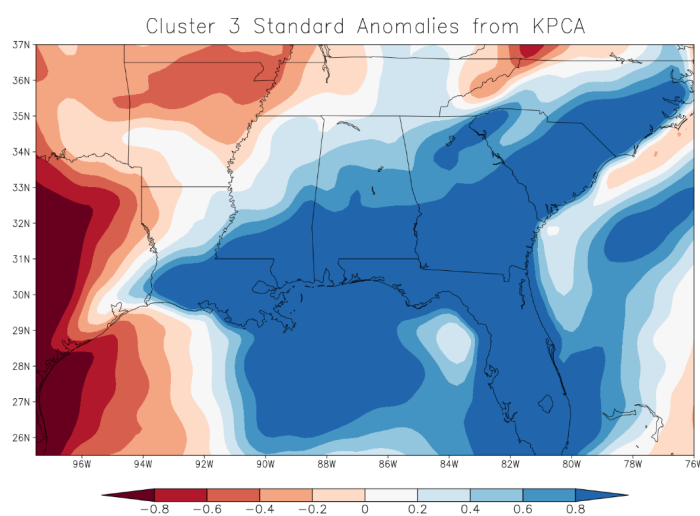 Cluster 3 Standard Anomalies from KPCA
37N
36N
35N
34N
33N
32N
31N
30N
29N
28N
27N
26N
96W 94W 92W 90W 88W 86W 84W 82W 80W 78W 76W
-0.8 -0.6 -0.4 -0.2 0 0.2 0.4 0.6 0.8